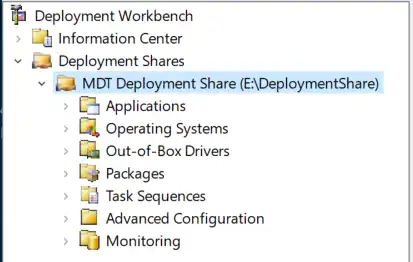 Deployment Workbench
Information Center
Deployment Shares
MDT Deployment Share (E:\DeploymentShare)
Applications
Operating Systems
Out-of-Box Drivers
Packages
Task Sequences
Advanced Configuration
Monitoring